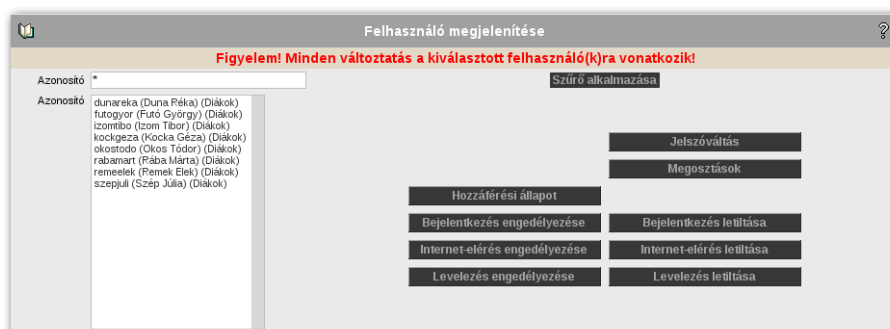 Felhasználó megjelenítése
Figyelem! Minden változtatás a kiválasztott felhasználó(k)ra vonatkozik!
Azonosító * Szűrő alkalmazása
Azonosító
dunareka (Duna Réka) (Diákok)
futogyor (Futó György) (Diákok)
izomtibo (Izom Tibor) (Diákok)
kockgeza (Kocka Géza) (Diákok)
okostodo (Okos Tódor) (Diákok)
rabamart (Rába Márta) (Diákok)
remeelek (Remek Elek) (Diákok)
szepjuli (Szép Júlia) (Diákok)
Jelszóváltás
Megosztások
Hozzáférési állapot
Bejelentkezés engedélyezése Bejelentkezés letiltása
Internet-elérés engedélyezése Internet-elérés letiltása
Levelezés engedélyezése Levelezés letiltása